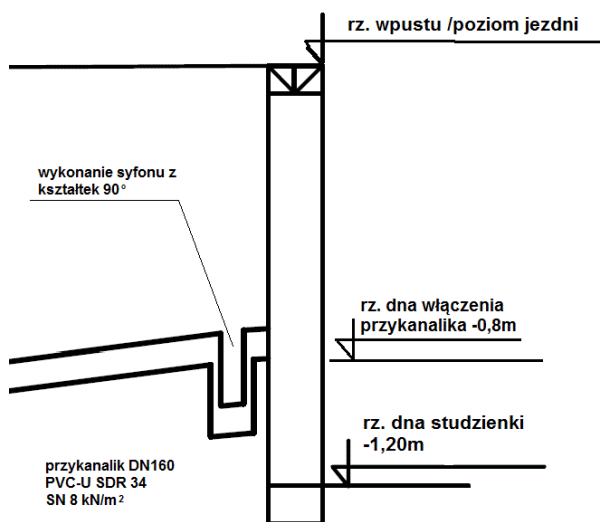 rz. wpustu /poziom jezdni
wykonanie syfonu z
kształtek 90°
rz. dna włączenia
przykanalika -0,8m
rz. dna studzienki
-1,20m
przykanalik DN160
PVC-U SDR 34
SN 8 kN/m²